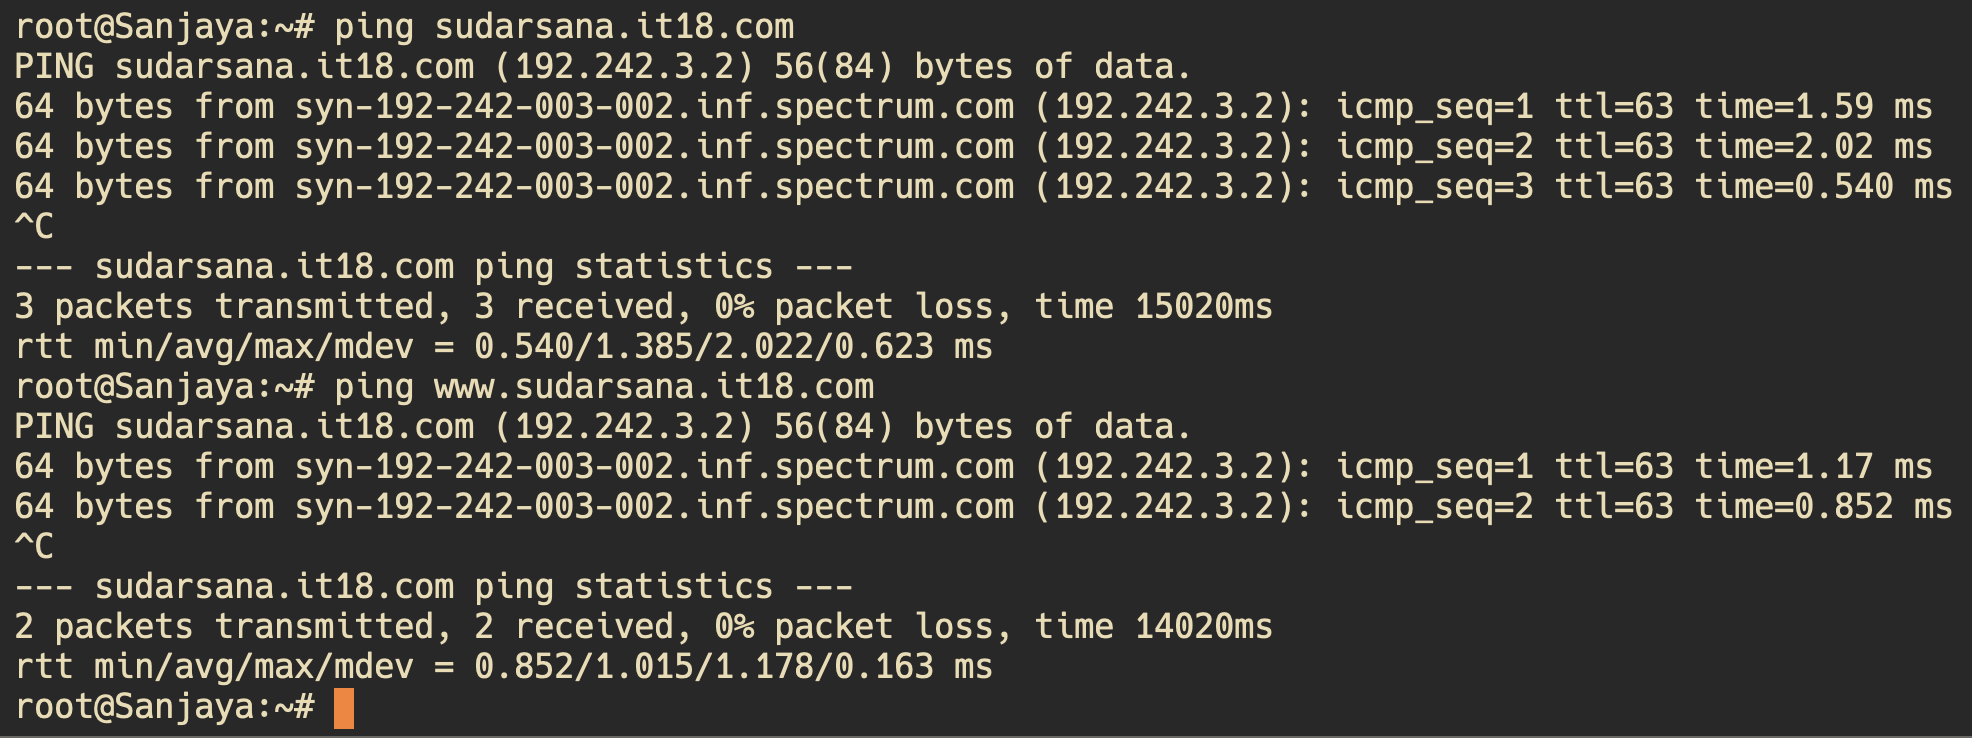 root@Sanjaya:~# ping sudarsana.it18.com
PING sudarsana.it18.com (192.242.3.2) 56(84) bytes of data.
64 bytes from syn-192-242-003-002.inf.spectrum.com (192.242.3.2): icmp_seq=1 ttl=63 time=1.59 ms
64 bytes from syn-192-242-003-002.inf.spectrum.com (192.242.3.2): icmp_seq=2 ttl=63 time=2.02 ms
64 bytes from syn-192-242-003-002.inf.spectrum.com (192.242.3.2): icmp_seq=3 ttl=63 time=0.540 ms
^C
--- sudarsana.it18.com ping statistics ---
3 packets transmitted, 3 received, 0% packet loss, time 15020ms
rtt min/avg/max/mdev = 0.540/1.385/2.022/0.623 ms
root@Sanjaya:~# ping www.sudarsana.it18.com
PING sudarsana.it18.com (192.242.3.2) 56(84) bytes of data.
64 bytes from syn-192-242-003-002.inf.spectrum.com (192.242.3.2): icmp_seq=1 ttl=63 time=1.17 ms
64 bytes from syn-192-242-003-002.inf.spectrum.com (192.242.3.2): icmp_seq=2 ttl=63 time=0.852 ms
^C
--- sudarsana.it18.com ping statistics ---
2 packets transmitted, 2 received, 0% packet loss, time 14020ms
rtt min/avg/max/mdev = 0.852/1.015/1.178/0.163 ms
root@Sanjaya:~#